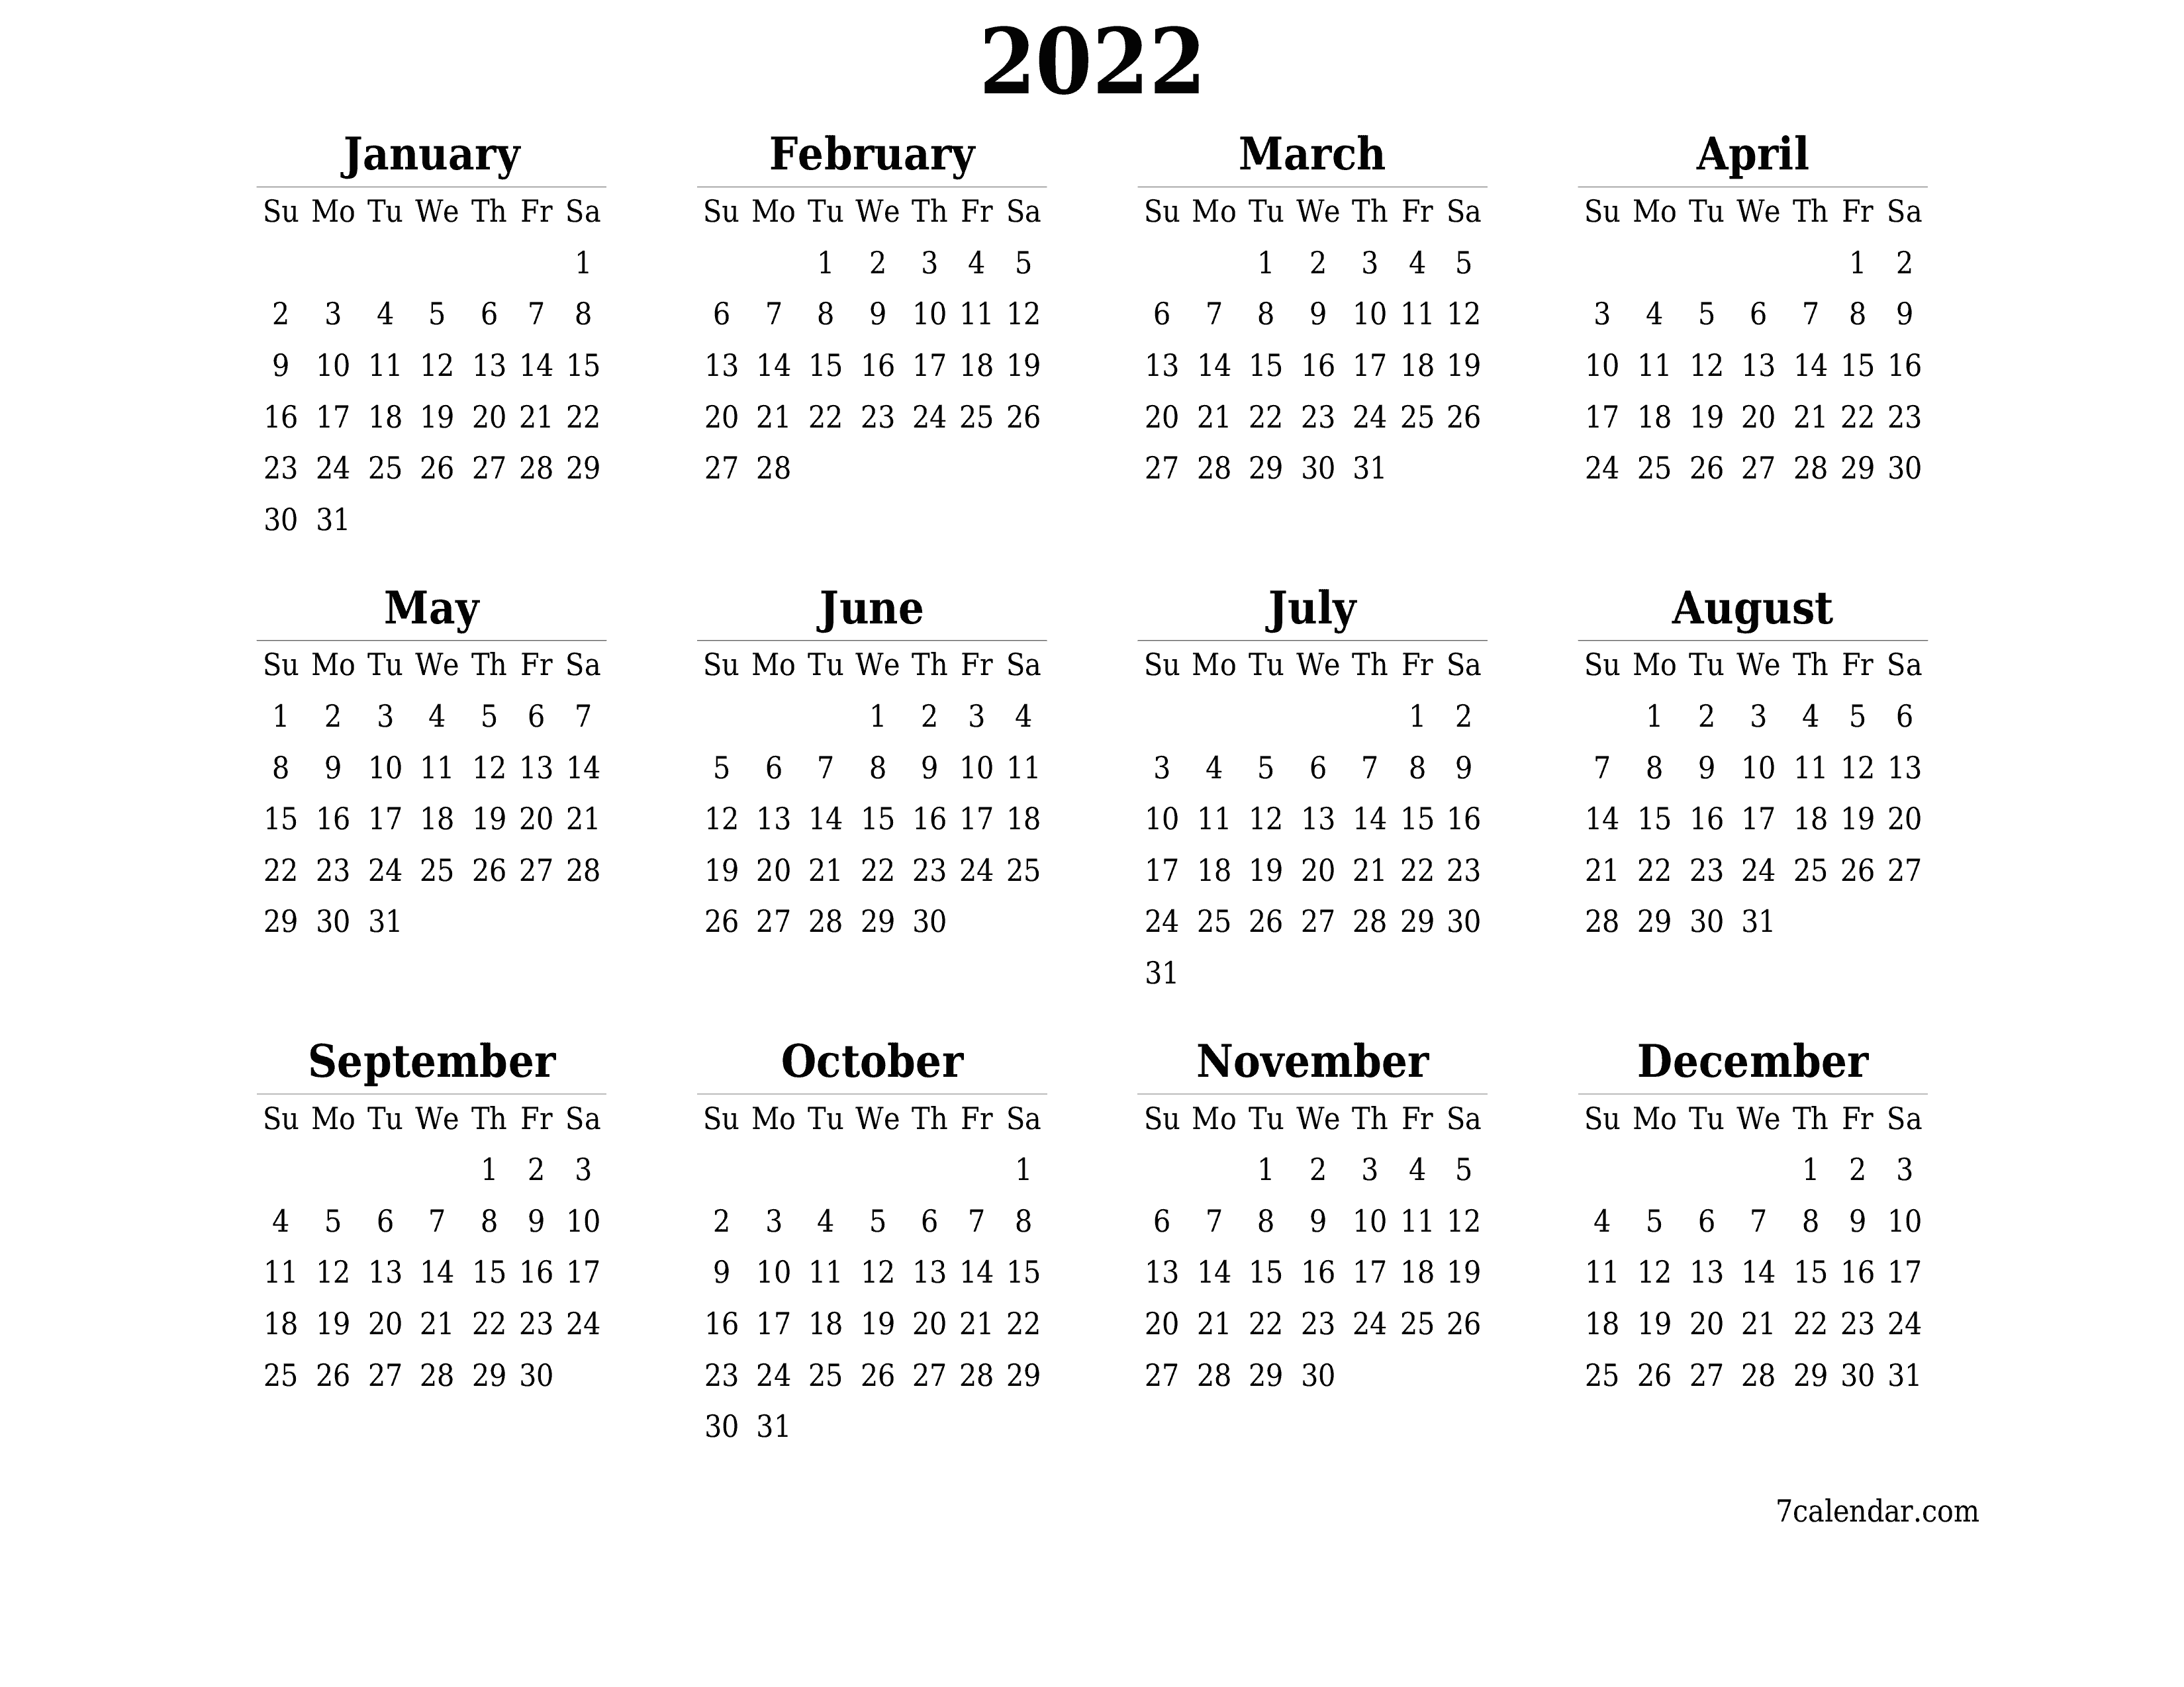 2022
January February March April
Su Mo Tu We Th Fr Sa Su Mo Tu We Th Fr Sa Su Mo Tu We Th Fr Sa Su Mo Tu We Th Fr Sa
1 1 2 3 4 5 1 2 3 4 5 1 2
2 3 4 5 6 7 8 6 7 8 9 10 11 12 6 7 8 9 10 11 12 3 4 5 6 7 8 9
9 10 11 12 13 14 15 13 14 15 16 17 18 19 13 14 15 16 17 18 19 10 11 12 13 14 15 16
16 17 18 19 20 21 22 20 21 22 23 24 25 26 20 21 22 23 24 25 26 17 18 19 20 21 22 23
23 24 25 26 27 28 29 27 28 27 28 29 30 31 24 25 26 27 28 29 30
30 31
May June July August
Su Mo Tu We Th Fr Sa Su Mo Tu We Th Fr Sa Su Mo Tu We Th Fr Sa Su Mo Tu We Th Fr Sa
1 2 3 4 5 6 7 1 2 3 4 1 2 1 2 3 4 5 6
8 9 10 11 12 13 14 5 6 7 8 9 10 11 3 4 5 6 7 8 9 7 8 9 10 11 12 13
15 16 17 18 19 20 21 12 13 14 15 16 17 18 10 11 12 13 14 15 16 14 15 16 17 18 19 20
22 23 24 25 26 27 28 19 20 21 22 23 24 25 17 18 19 20 21 22 23 21 22 23 24 25 26 27
29 30 31 26 27 28 29 30 24 25 26 27 28 29 30 28 29 30 31
31
September October November December
Su Mo Tu We Th Fr Sa Su Mo Tu We Th Fr Sa Su Mo Tu We Th Fr Sa Su Mo Tu We Th Fr Sa
1 2 3 1 1 2 3 4 5 1 2 3
4 5 6 7 8 9 10 2 3 4 5 6 7 8 6 7 8 9 10 11 12 4 5 6 7 8 9 10
11 12 13 14 15 16 17 9 10 11 12 13 14 15 13 14 15 16 17 18 19 11 12 13 14 15 16 17
18 19 20 21 22 23 24 16 17 18 19 20 21 22 20 21 22 23 24 25 26 18 19 20 21 22 23 24
25 26 27 28 29 30 23 24 25 26 27 28 29 27 28 29 30 25 26 27 28 29 30 31
30 31
7calendar.com